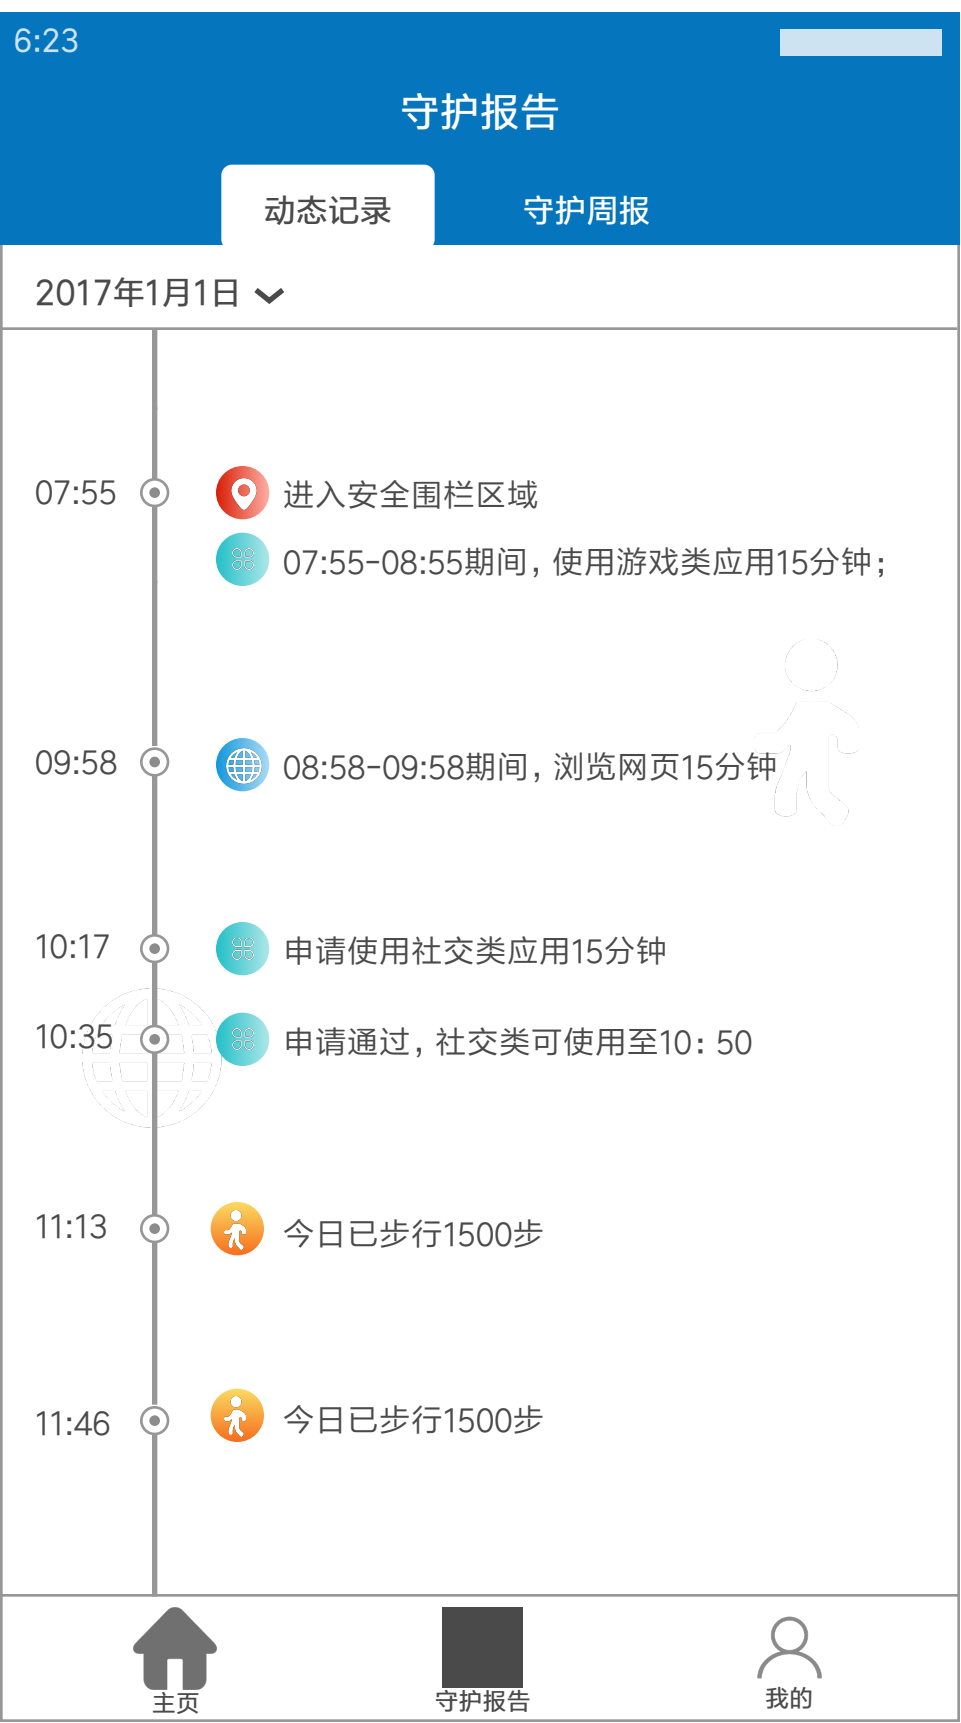 6:23
守护报告
动态记录 守护周报
2017年1月1日
07:55 进入安全围栏区域
07:55-08:55期间，使用游戏类应用15分钟；
09:58 08:58-09:58期间，浏览网页15分钟
10:17 申请使用社交类应用15分钟
10:35 申请通过，社交类可使用至10：50
11:13 今日已步行1500步
11:46 今日已步行1500步
主页 守护报告 我的